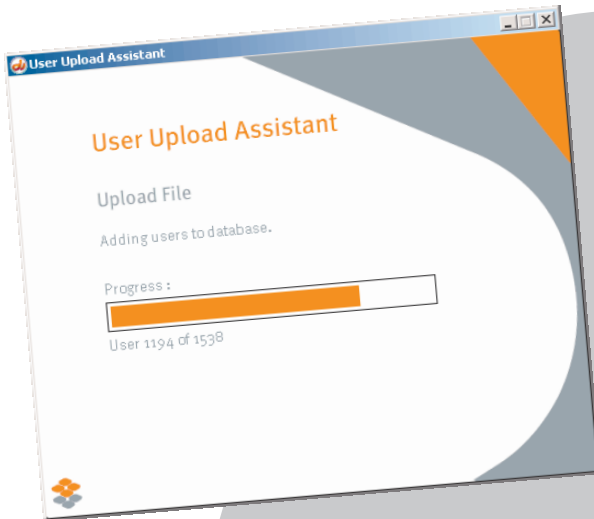 User Upload Assistant
User Upload Assistant
Upload File
Adding users to database.
Progress :
User 1194 of 1538